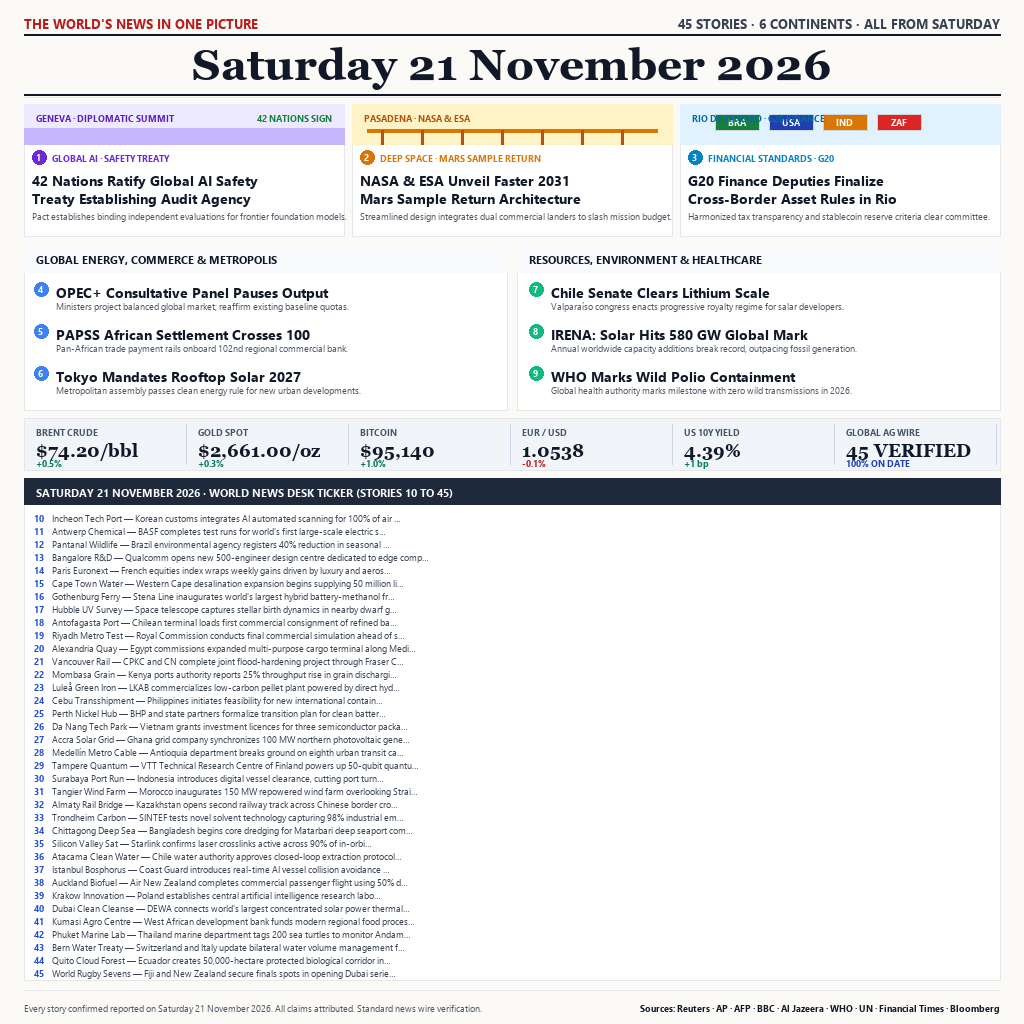 THE WORLD'S NEWS IN ONE PICTURE
45 STORIES · 6 CONTINENTS · ALL FROM SATURDAY
Saturday 21 November 2026
GENEVA · DIPLOMATIC SUMMIT
42 NATIONS SIGN
1 GLOBAL AI · SAFETY TREATY
42 Nations Ratify Global AI Safety
Treaty Establishing Audit Agency
Pact establishes binding independent evaluations for frontier foundation models.
PASADENA · NASA & ESA
2 DEEP SPACE · MARS SAMPLE RETURN
NASA & ESA Unveil Faster 2031
Mars Sample Return Architecture
Streamlined design integrates dual commercial landers to slash mission budget.
RIO
BRA USA IND ZAF
3 FINANCIAL STANDARDS · G20
G20 Finance Deputies Finalize
Cross-Border Asset Rules in Rio
Harmonized tax transparency and stablecoin reserve criteria clear committee.
GLOBAL ENERGY, COMMERCE & METROPOLIS
4 OPEC+ Consultative Panel Pauses Output
Ministers project balanced global market; reaffirm existing baseline quotas.
5 PAPSS African Settlement Crosses 100
Pan-African trade payment rails onboard 102nd regional commercial bank.
6 Tokyo Mandates Rooftop Solar 2027
Metropolitan assembly passes clean energy rule for new urban developments.
RESOURCES, ENVIRONMENT & HEALTHCARE
7 Chile Senate Clears Lithium Scale
Valparaíso congress enacts progressive royalty regime for salar developers.
8 IRENA: Solar Hits 580 GW Global Mark
Annual worldwide capacity additions break record, outpacing fossil generation.
9 WHO Marks Wild Polio Containment
Global health authority marks milestone with zero wild transmissions in 2026.
BRENT CRUDE
$74.20/bbl
+0.5%
GOLD SPOT
$2,661.00/oz
+0.3%
BITCOIN
$95,140
+1.0%
EUR / USD
1.0538
-0.1%
US 10Y YIELD
4.39%
+1 bp
GLOBAL AG WIRE
45 VERIFIED
100% ON DATE
SATURDAY 21 NOVEMBER 2026 · WORLD NEWS DESK TICKER (STORIES 10 TO 45)
10 Incheon Tech Port — Korean customs integrates AI automated scanning for 100% of air ...
11 Antwerp Chemical — BASF completes test runs for world's first large-scale electric s...
12 Pantanal Wildlife — Brazil environmental agency registers 40% reduction in seasonal ...
13 Bangalore R&D — Qualcomm opens new 500-engineer design centre dedicated to edge comp...
14 Paris Euronext — French equities index wraps weekly gains driven by luxury and aeros...
15 Cape Town Water — Western Cape desalination expansion begins supplying 50 million li...
16 Gothenburg Ferry — Stena Line inaugurates world's largest hybrid battery-methanol fr...
17 Hubble UV Survey — Space telescope captures stellar birth dynamics in nearby dwarf g...
18 Antofagasta Port — Chilean terminal loads first commercial consignment of refined ba...
19 Riyadh Metro Test — Royal Commission conducts final commercial simulation ahead of s...
20 Alexandria Quay — Egypt commissions expanded multi-purpose cargo terminal along Medi...
21 Vancouver Rail — CPKC and CN complete joint flood-hardening project through Fraser C...
22 Mombasa Grain — Kenya ports authority reports 25% throughput rise in grain dischargi...
23 Luleå Green Iron — LKAB commercializes low-carbon pellet plant powered by direct hyd...
24 Cebu Transshipment — Philippines initiates feasibility for new international contain...
25 Perth Nickel Hub — BHP and state partners formalize transition plan for clean batter...
26 Da Nang Tech Park — Vietnam grants investment licences for three semiconductor packa...
27 Accra Solar Grid — Ghana grid company synchronizes 100 MW northern photovoltaic gene...
28 Medellín Metro Cable — Antioquia department breaks ground on eighth urban transit ca...
29 Tampere Quantum — VTT Technical Research Centre of Finland powers up 50-qubit quantu...
30 Surabaya Port Run — Indonesia introduces digital vessel clearance, cutting port turn...
31 Tangier Wind Farm — Morocco inaugurates 150 MW repowered wind farm overlooking Strai...
32 Almaty Rail Bridge — Kazakhstan opens second railway track across Chinese border cro...
33 Trondheim Carbon — SINTEF tests novel solvent technology capturing 98% industrial em...
34 Chittagong Deep Sea — Bangladesh begins core dredging for Matarbari deep seaport com...
35 Silicon Valley Sat — Starlink confirms laser crosslinks active across 90% of in-orbi...
36 Atacama Clean Water — Chile water authority approves closed-loop extraction protocol...
37 Istanbul Bosphorus — Coast Guard introduces real-time AI vessel collision avoidance ...
38 Auckland Biofuel — Air New Zealand completes commercial passenger flight using 50% d...
39 Krakow Innovation — Poland establishes central artificial intelligence research labo...
40 Dubai Clean Cleanse — DEWA connects world's largest concentrated solar power thermal...
41 Kumasi Agro Centre — West African development bank funds modern regional food proces...
42 Phuket Marine Lab — Thailand marine department tags 200 sea turtles to monitor Andam...
43 Bern Water Treaty — Switzerland and Italy update bilateral water volume management f...
44 Quito Cloud Forest — Ecuador creates 50,000-hectare protected biological corridor in...
45 World Rugby Sevens — Fiji and New Zealand secure finals spots in opening Dubai serie...
Every story confirmed reported on Saturday 21 November 2026. All claims attributed. Standard news wire verification.
Sources: Reuters · AP · AFP · BBC · Al Jazeera · WHO · UN · Financial Times · Bloomberg